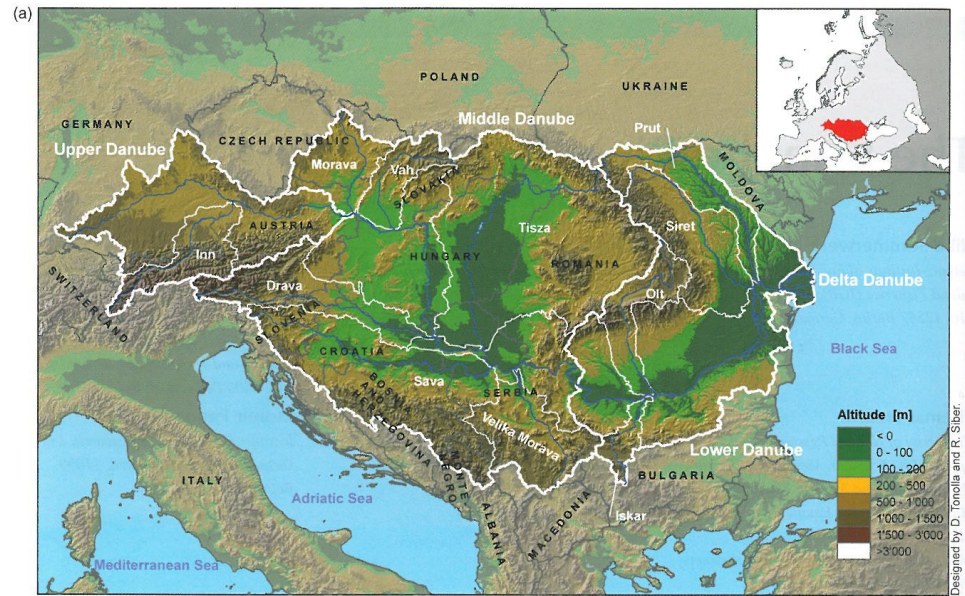 (a)
POLAND
UKRAINE
GERMANY
CZECH REPUBLIC
Middle Danube
Prut
Upper Danube
Morava
Vah
SLOVAKIA
MOLDOVA
AUSTRIA
Inn
HUNGARY
Tisza
ROMANIA
Siret
SWITZERLAND
Drava
Olt
Delta Danube
SLOVENIA
CROATIA
Black Sea
BOSNIA
AND
HERZEGOVINA
Sava
SERBIA
Velika Morava
Altitude [m]
< 0
0 - 100
100 - 200
200 - 500
500 - 1'000
1'000 - 1'500
1'500 - 3'000
>3'000
Lower Danube
ITALY
MONTE-
NEGRO
BULGARIA
Adriatic Sea
Iskar
ALBANIA
MACEDONIA
Mediterranean Sea
Designed by D. Tonolla and R. Siber.